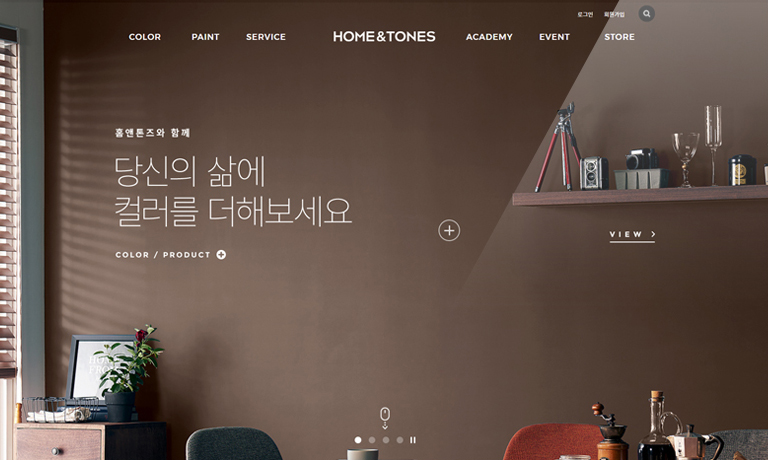 로그인 회원가입
COLOR PAINT SERVICE HOME&TONES ACADEMY EVENT STORE
홈앤톤즈와 함께
당신의 삶에
컬러를 더해보세요
COLOR / PRODUCT
VIEW